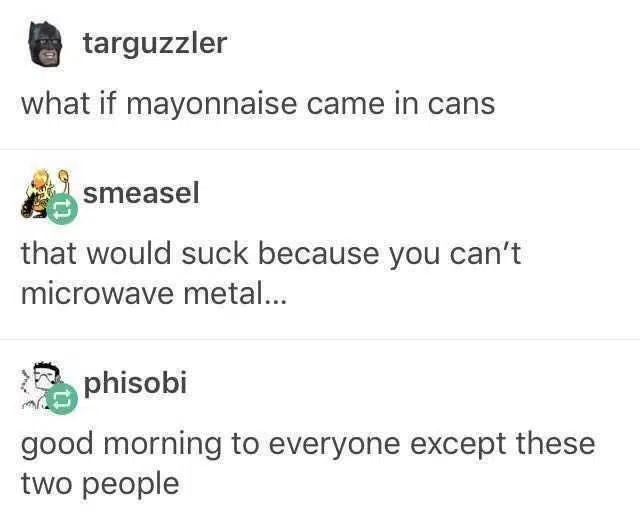 targuzzler
what if mayonnaise came in cans
smeasel
that would suck because you can't
microwave metal...
phisobi
good morning to everyone except these
two people